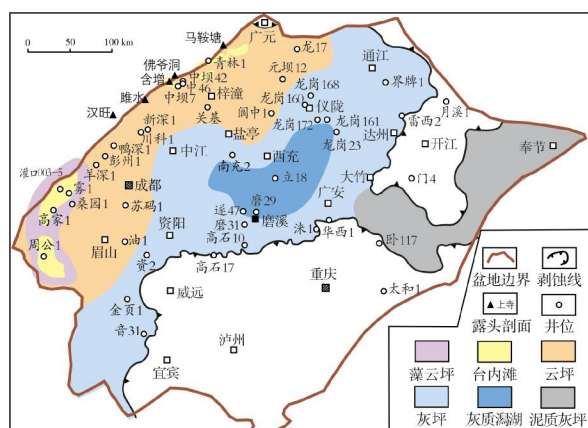 0 50 100 km
马鞍塘
广元
龙17
佛爷洞
青林1
通江
含增
中坝42
中46
元坝12
龙岗168
界牌1
雎水
中坝7
梓潼
龙岗160
仪陇
月溪1
汉旺
关基
阆中1
龙岗172
龙岗161
雷西2
新深1
川科1
盐亭
龙岗23
达州
开江
奉节
鸭深1
中江
彭州1
南充2
西充
灌口003-5
羊深1
成都
立18
大竹
门4
雾1
桑园1
苏码1
遂47
磨29
广安
高家1
资阳
磨31
磨溪
周公1
眉山
油1
高石10
洙1
华西1
卧117
资2
高石17
重庆
金页1
威远
太和1
音31
泸州
宜宾
盆地边界
剥蚀线
上寺
露头剖面
井位
藻云坪
台内滩
云坪
灰坪
灰质潟湖
泥质灰坪